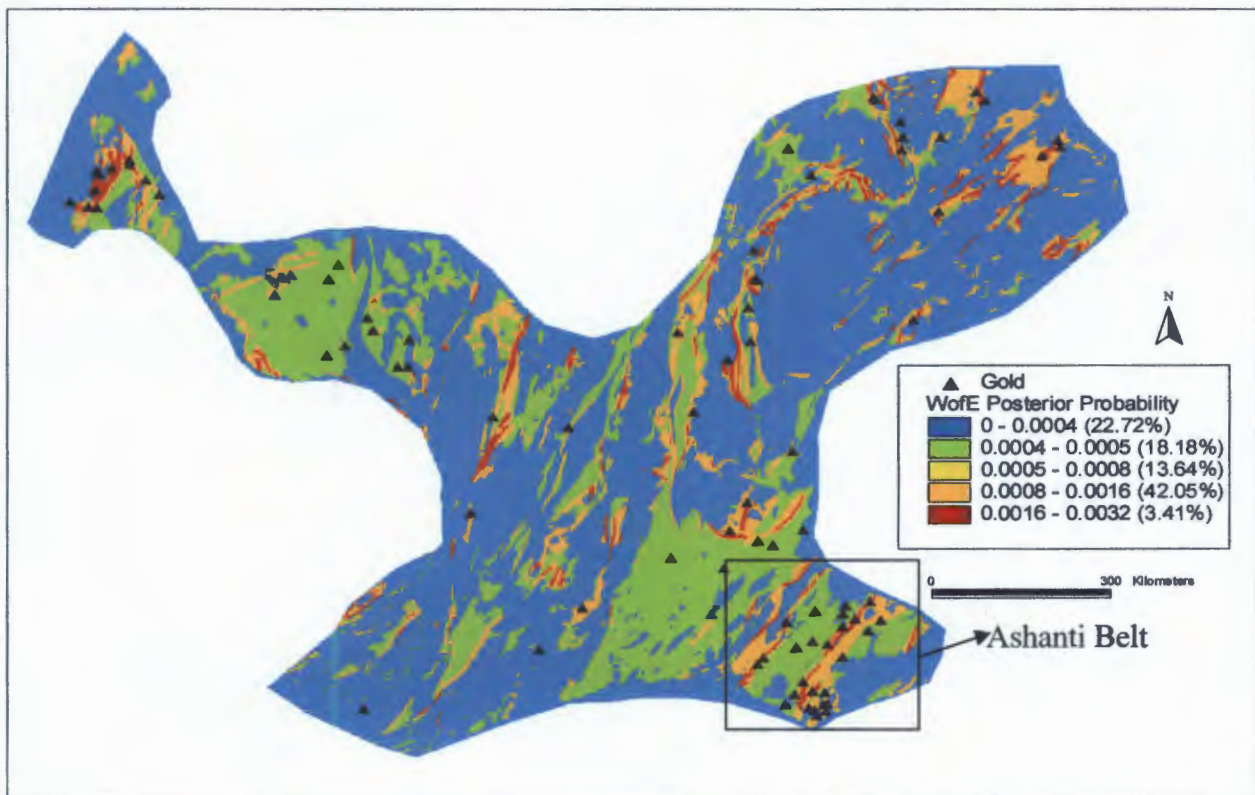 N
Gold
WofE Posterior Probability
0 - 0.0004 (22.72%)
0.0004 - 0.0005 (18.18%)
0.0005 - 0.0008 (13.64%)
0.0008 - 0.0016 (42.05%)
0.0016 - 0.0032 (3.41%)
0 300 Kilometers
Ashanti Belt